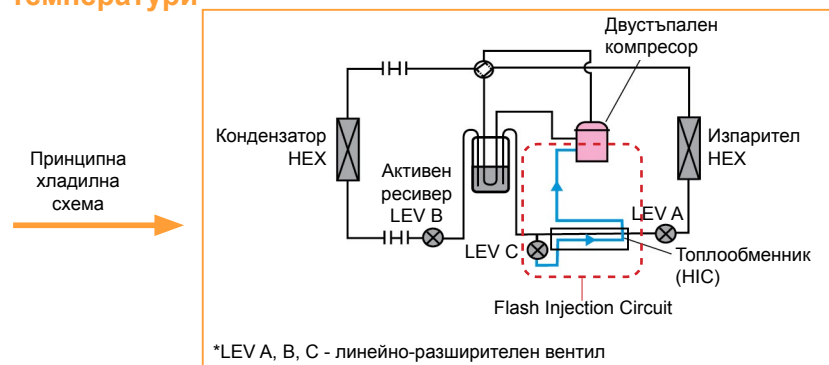 температури
Двустъпален
компресор
Кондензатор
HEX
Изпарител
HEX
Принципна
хладилна
схема
Активен
ресивер
LEV B
LEV A
LEV C
Топлообменник
(HIC)
Flash Injection Circuit
*LEV A, B, C - линейно-разширителен вентил